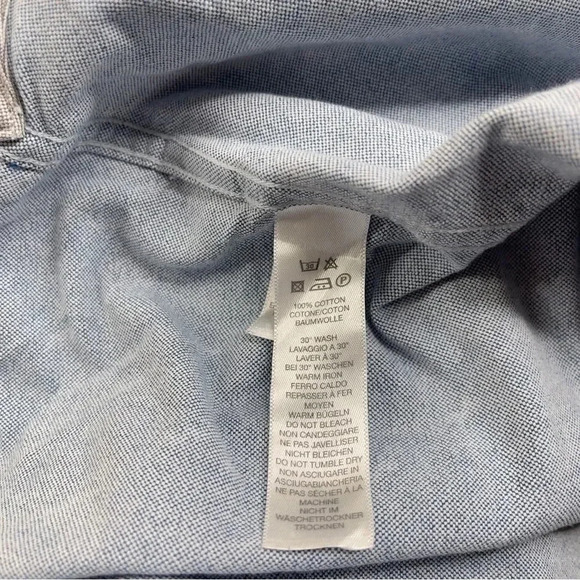 30
P
100% COTTON
COTONE/COTON
BAUMWOLLE
30° WASH
LAVAGGIO À 30°
LAVER À 30°
BEI 30° WASCHEN
WARM IRON
FERRO CALDO
REPASSER À FER
MOYEN
WARM BÜGELN
DO NOT BLEACH
NON CANDEGGIARE
NE PAS JAVELLISER
NICHT BLEICHEN
DO NOT TUMBLE DRY
NON ASCIUGARE IN
ASCIUGABIANCHERIA
NE PAS SÉCHER À LA
MACHINE
NICHT IM
WÄSCHETROCKNER
TROCKNEN